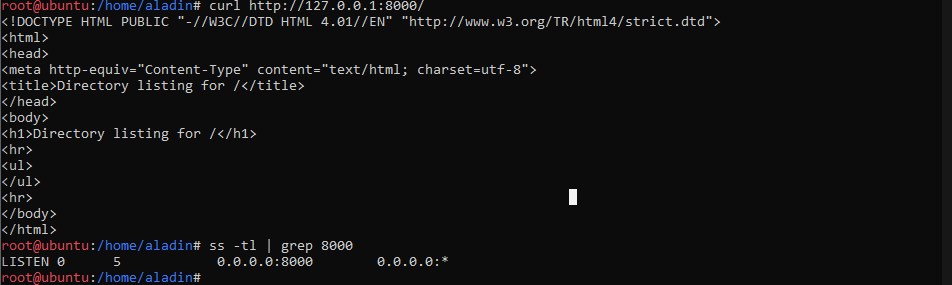 root@ubuntu:/home/aladin# curl http://127.0.0.1:8000/
<!DOCTYPE HTML PUBLIC "-//W3C//DTD HTML 4.01//EN" "http://www.w3.org/TR/html4/strict.dtd">
<html>
<head>
<meta http-equiv="Content-Type" content="text/html; charset=utf-8">
<title>Directory listing for /</title>
</head>
<body>
<h1>Directory listing for /</h1>
<hr>
<ul>
</ul>
<hr>
</body>
</html>
root@ubuntu:/home/aladin# ss -tl | grep 8000
LISTEN 0      5            0.0.0.0:8000        0.0.0.0:*
root@ubuntu:/home/aladin#